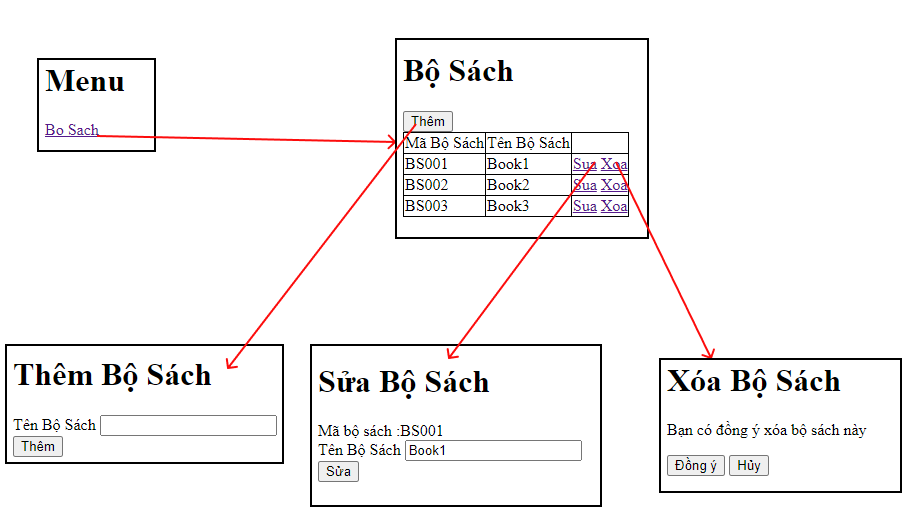 Menu
Bo Sach
Bộ Sách
Thêm
Mã Bộ Sách Tên Bộ Sách
BS001 Book1 Sua Xoa
BS002 Book2 Sua Xoa
BS003 Book3 Sua Xoa
Thêm Bộ Sách
Tên Bộ Sách
Thêm
Sửa Bộ Sách
Mã bộ sách :BS001
Tên Bộ Sách Book1
Sửa
Xóa Bộ Sách
Bạn có đồng ý xóa bộ sách này
Đồng ý Hủy